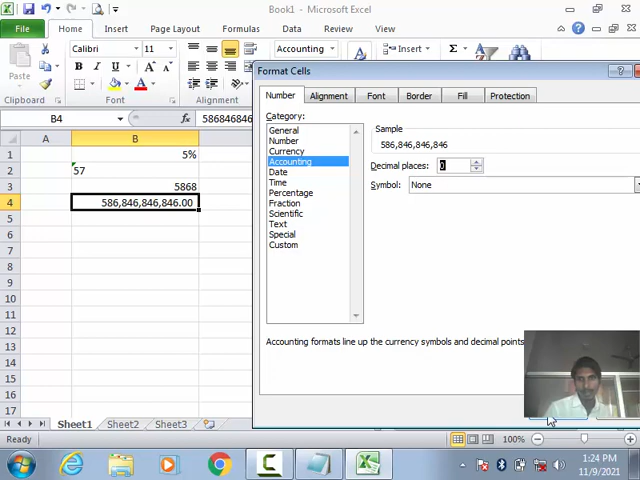 Book1 - Microsoft Excel
File Home Insert Page Layout Formulas Data Review View
Calibri 11 Accounting Insert Σ
Paste B I U A A
Clipboard Font Alignment
B4 fx 586846846
A B
1 5%
2 57
3 5868
4 586,846,846,846.00
5
6
7
8
9
10
11
12
13
14
15
16
17
Format Cells
Number Alignment Font Border Fill Protection
Category:
General
Number
Currency
Accounting
Date
Time
Percentage
Fraction
Scientific
Text
Special
Custom
Sample
586,846,846,846
Decimal places: 0
Symbol: None
Accounting formats line up the currency symbols and decimal points
Sheet1 Sheet2 Sheet3
Ready 100%
1:24 PM
11/9/2021